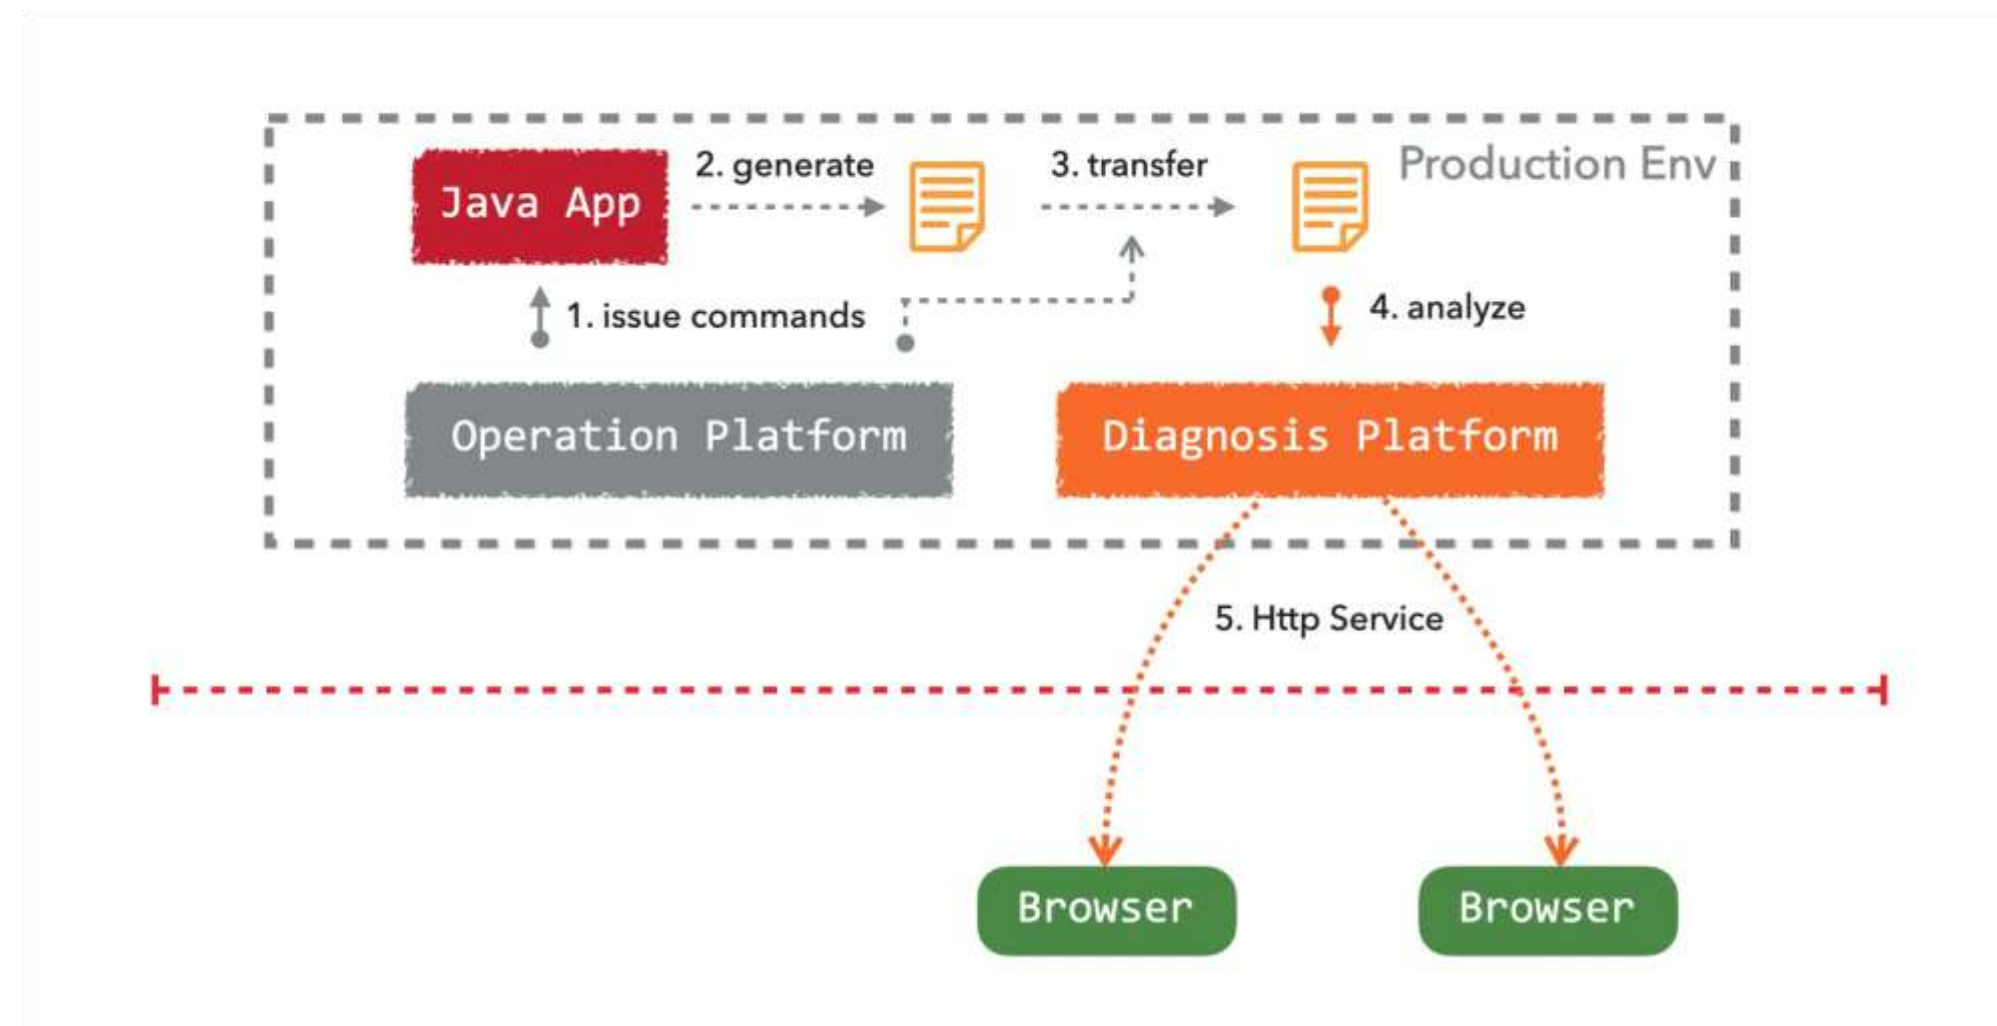 2. generate
3. transfer
Production Env
Java App
1. issue commands
4. analyze
Operation Platform
Diagnosis Platform
5. Http Service
Browser
Browser